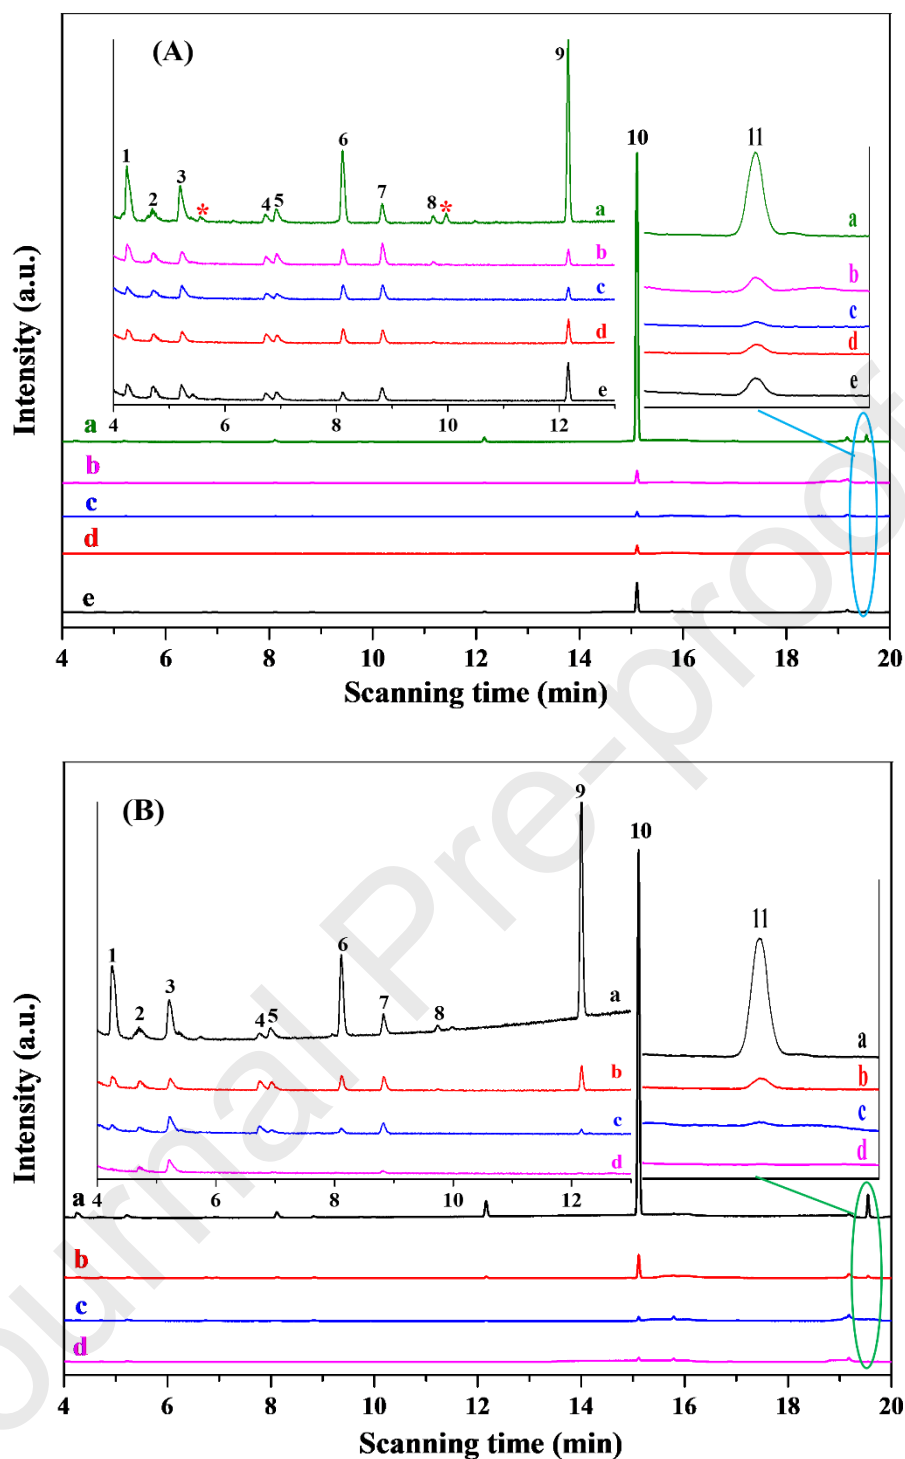 (A)
9
1
2
3
*
4
5
6
7
8
*
a
b
c
d
e
4 6 8 10 12
10
11
a
b
c
d
e
a
b
c
d
e
Intensity (a.u.)
4 6 8 10 12 14 16 18 20
Scanning time (min)
(B)
9
1
2
3
4
5
6
7
8
a
b
c
d
4 6 8 10 12
10
11
a
b
c
d
a
b
c
d
Intensity (a.u.)
4 6 8 10 12 14 16 18 20
Scanning time (min)
Journal Pre-proof